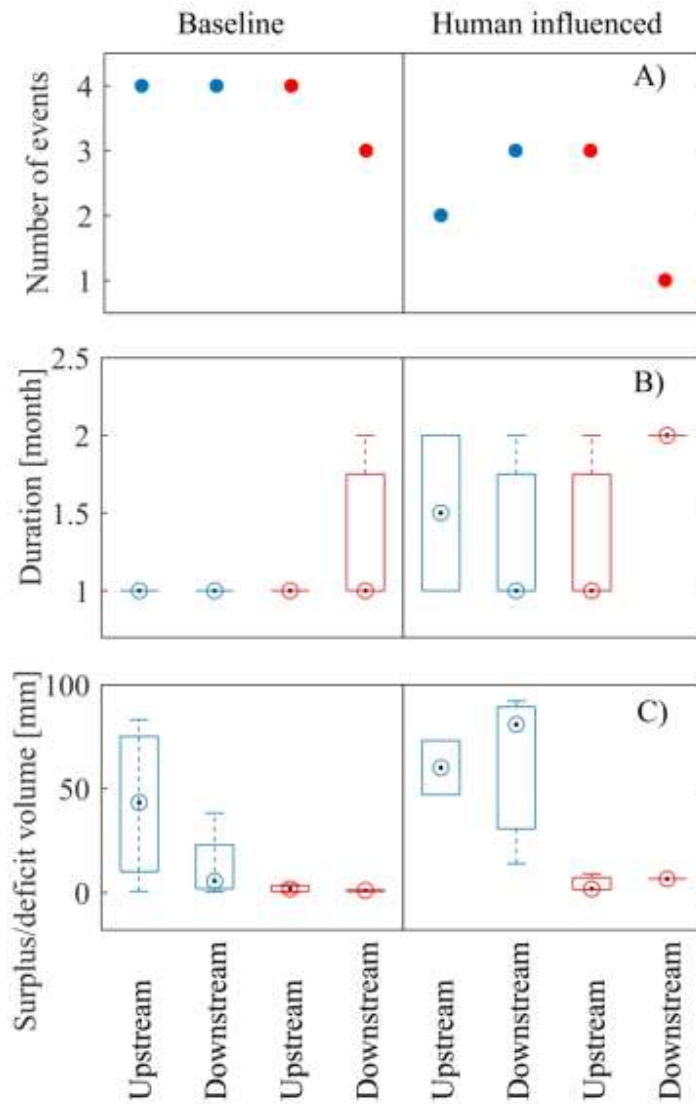 Baseline Human influenced
A)
Number of events
4
3
2
1
B)
Duration [month]
2.5
2
1.5
1
C)
Surplus/deficit volume [mm]
100
50
0
Upstream
Downstream
Upstream
Downstream
Upstream
Downstream
Upstream
Downstream